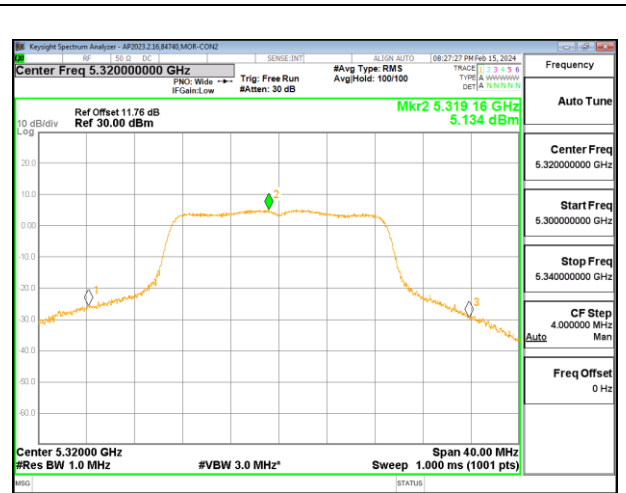 Keysight Spectrum Analyzer - AP2023.2.16,84740,MOR-CON2
RF 50 Ω DC SENSE:INT ALIGN AUTO 08:27:27 PM Feb 15, 2024
Center Freq 5.320000000 GHz
PNO: Wide
IFGain:Low
Trig: Free Run
#Atten: 30 dB
#Avg Type: RMS
Avg|Hold: 100/100
TRACE 1 2 3 4 5 6
TYPE A WWWWW
DET A N N N N N
Frequency
Auto Tune
Center Freq
5.320000000 GHz
Start Freq
5.300000000 GHz
Stop Freq
5.340000000 GHz
CF Step
4.000000 MHz
Auto Man
Freq Offset
0 Hz
Mkr2 5.319 16 GHz
5.134 dBm
Ref Offset 11.76 dB
10 dB/div Ref 30.00 dBm
Log
20.0
10.0
0.00
-10.0
-20.0
-30.0
-40.0
-50.0
-60.0
1
2
3
Center 5.32000 GHz Span 40.00 MHz
#Res BW 1.0 MHz #VBW 3.0 MHz* Sweep 1.000 ms (1001 pts)
MSG STATUS